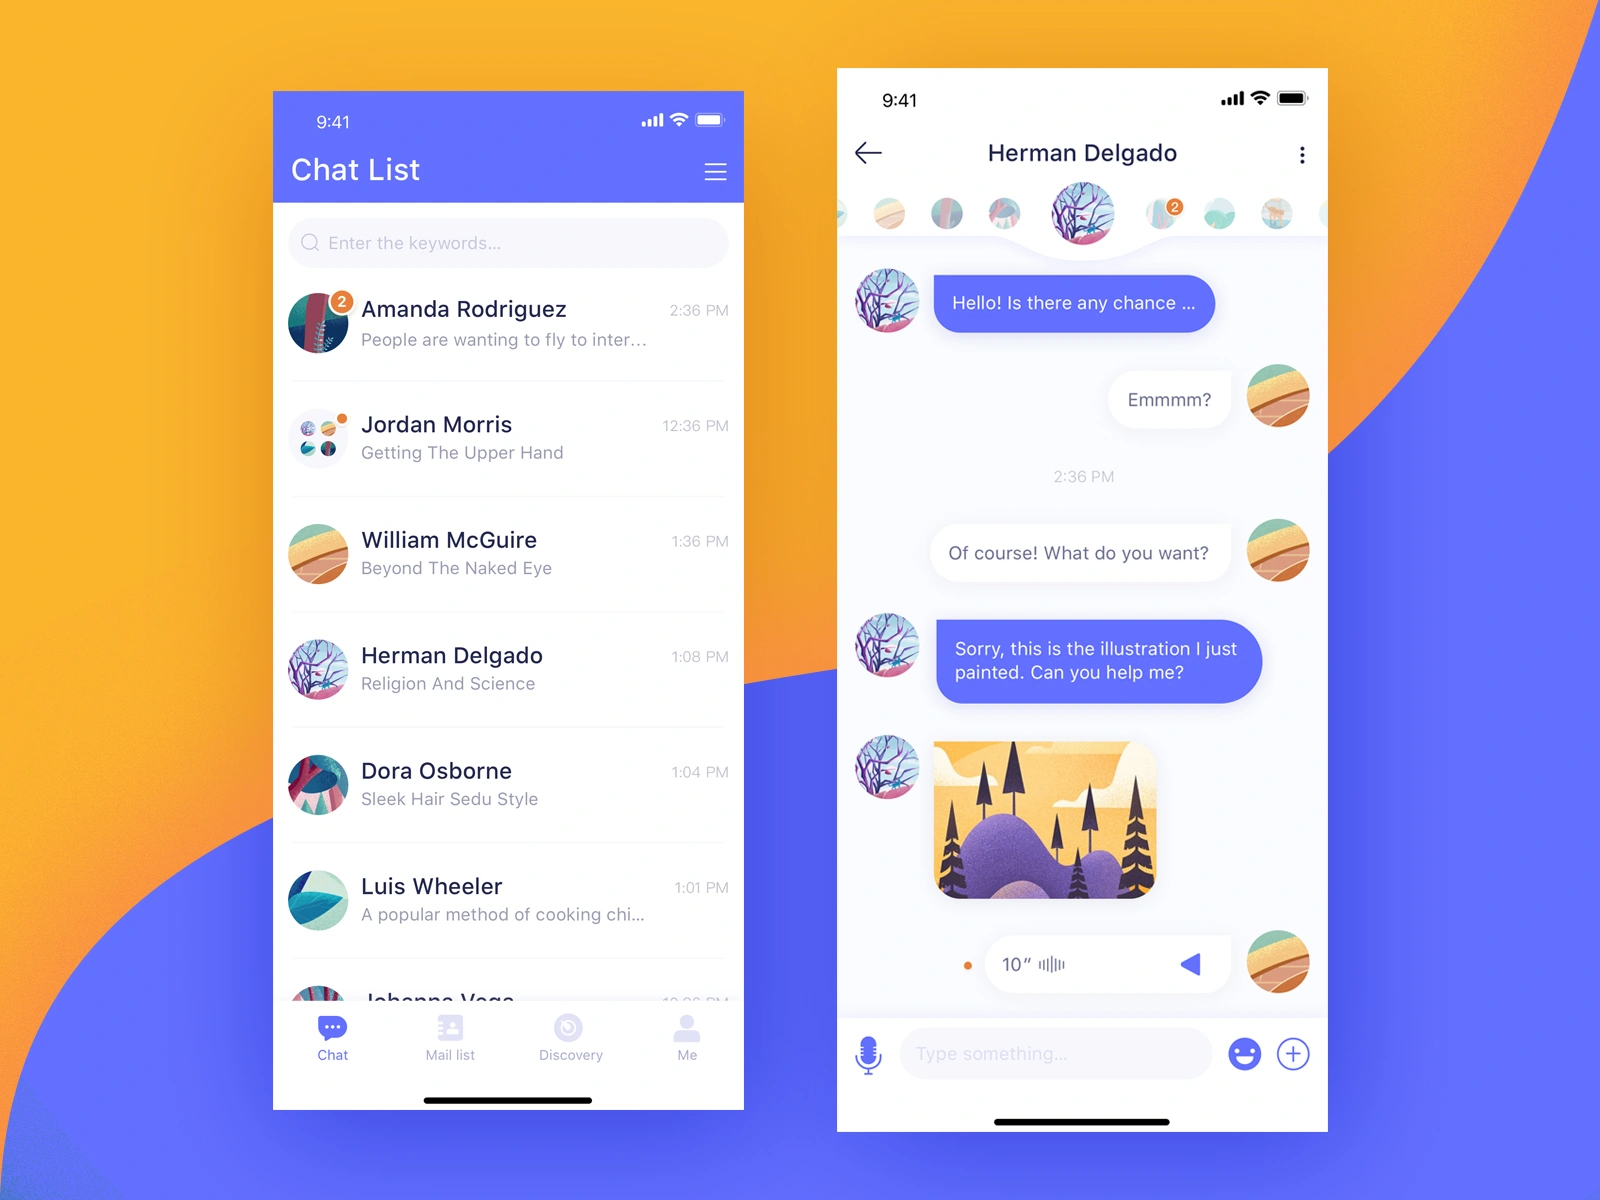 9:41
Chat List
Enter the keywords...
2
Amanda Rodriguez
2:36 PM
People are wanting to fly to inter...
Jordan Morris
12:36 PM
Getting The Upper Hand
William McGuire
1:36 PM
Beyond The Naked Eye
Herman Delgado
1:08 PM
Religion And Science
Dora Osborne
1:04 PM
Sleek Hair Sedu Style
Luis Wheeler
1:01 PM
A popular method of cooking chi...
Chat
Mail list
Discovery
Me
9:41
Herman Delgado
2
Hello! Is there any chance ...
Emmmm?
2:36 PM
Of course! What do you want?
Sorry, this is the illustration I just
painted. Can you help me?
10"
Type something...